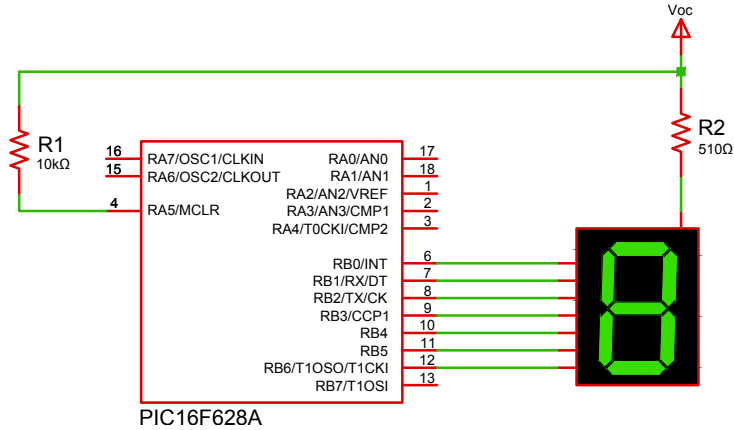 Voc
R1
10kΩ
R2
510Ω
16
RA7/OSC1/CLKIN
RA0/AN0
17
15
RA6/OSC2/CLKOUT
RA1/AN1
18
RA2/AN2/VREF
1
4
RA5/MCLR
RA3/AN3/CMP1
2
RA4/T0CKI/CMP2
3
RB0/INT
6
RB1/RX/DT
7
RB2/TX/CK
8
RB3/CCP1
9
RB4
10
RB5
11
RB6/T1OSO/T1CKI
12
RB7/T1OSI
13
PIC16F628A
8